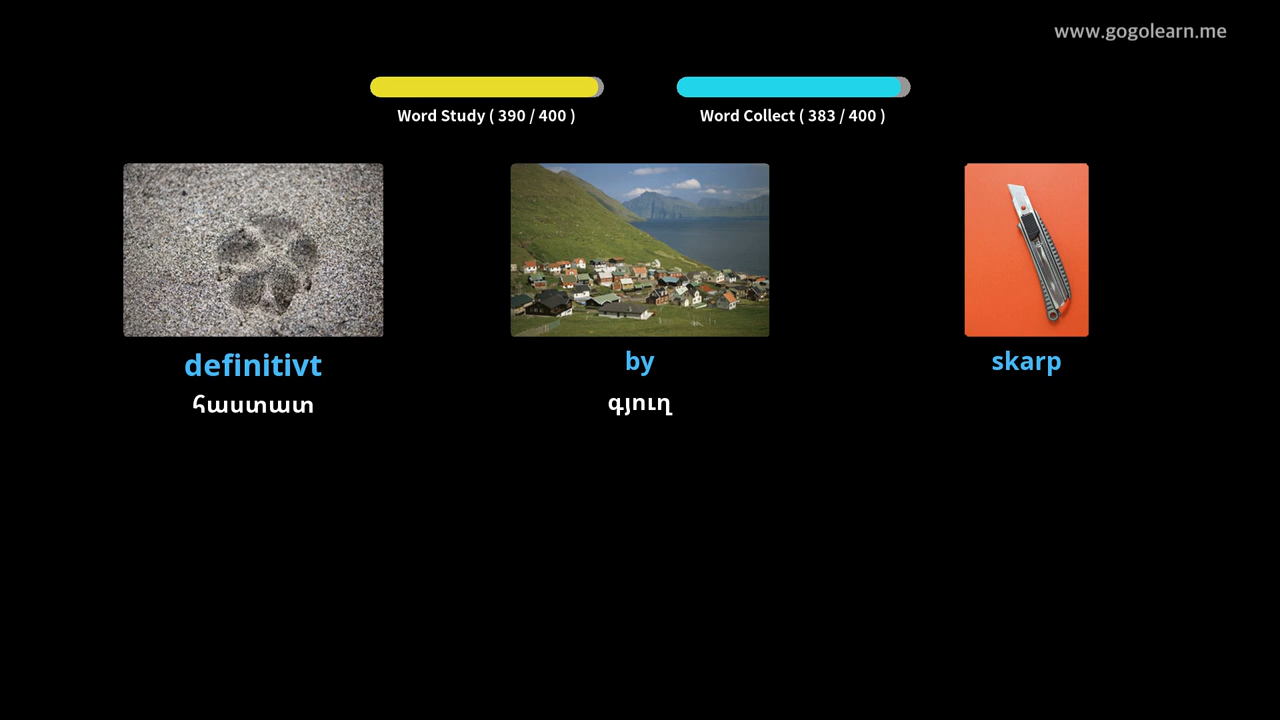 www.gogolearn.me
Word Study ( 390 / 400 )
Word Collect ( 383 / 400 )
definitivt
by
skarp
հաստատ
գյուղ